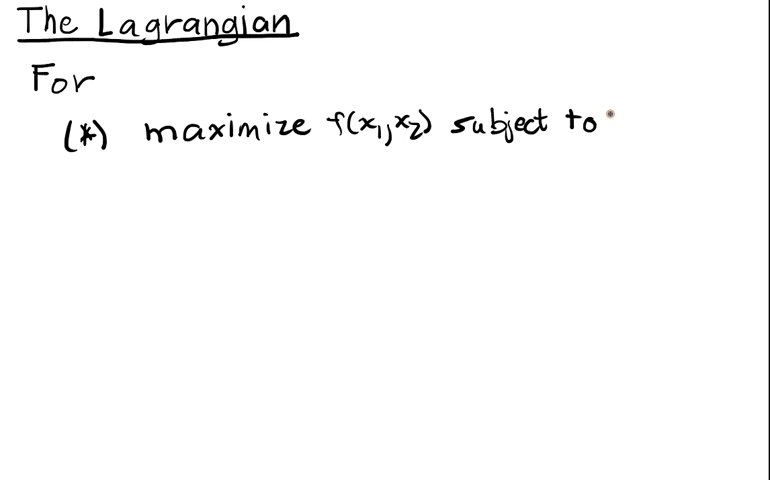 The Lagrangian
For
(*) maximize f(x₁,x₂) subject to